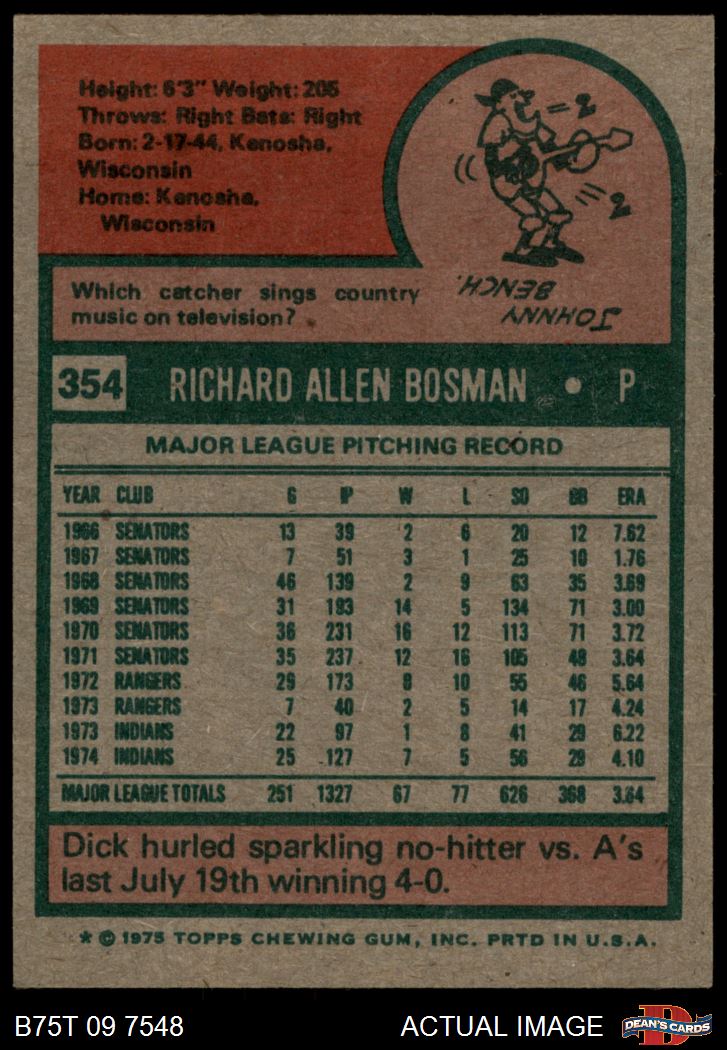 Height: 6'3" Weight: 205
Throws: Right Bats: Right
Born: 2-17-44, Kenosha,
Wisconsin
Home: Kenosha,
Wisconsin
2
2
Which catcher sings country
music on television?
JOHNNY
BENCH.
354 RICHARD ALLEN BOSMAN • P
MAJOR LEAGUE PITCHING RECORD
YEAR CLUB G IP W L SO BB ERA
1966 SENATORS 13 39 2 6 20 12 7.62
1967 SENATORS 7 51 3 1 25 10 1.76
1968 SENATORS 46 139 2 9 63 35 3.69
1969 SENATORS 31 193 14 5 134 71 3.00
1970 SENATORS 36 231 16 12 113 71 3.72
1971 SENATORS 35 237 12 16 105 48 3.64
1972 RANGERS 29 173 8 10 55 46 5.64
1973 RANGERS 7 40 2 5 14 17 4.24
1973 INDIANS 22 97 1 8 41 29 6.22
1974 INDIANS 25 127 7 5 56 29 4.10
MAJOR LEAGUE TOTALS 251 1327 67 77 626 368 3.64
Dick hurled sparkling no-hitter vs. A's
last July 19th winning 4-0.
* © 1975 TOPPS CHEWING GUM, INC. PRTD IN U.S.A.
B75T 09 7548 ACTUAL IMAGE D DEAN'S CARDS